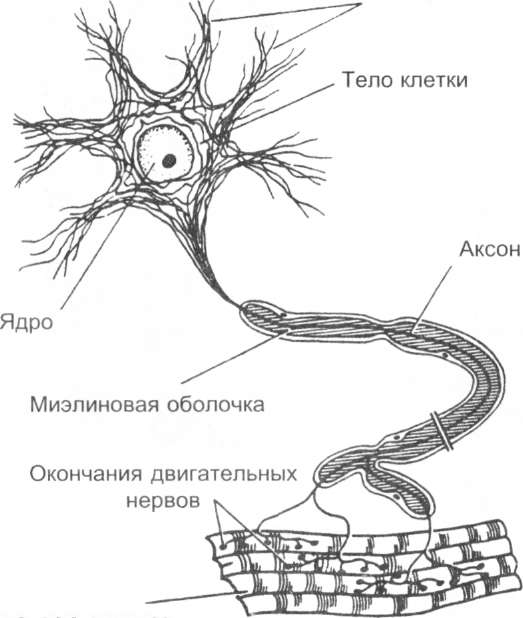 Тело клетки
Аксон
Ядро
Миэлиновая оболочка
Окончания двигательных
нервов